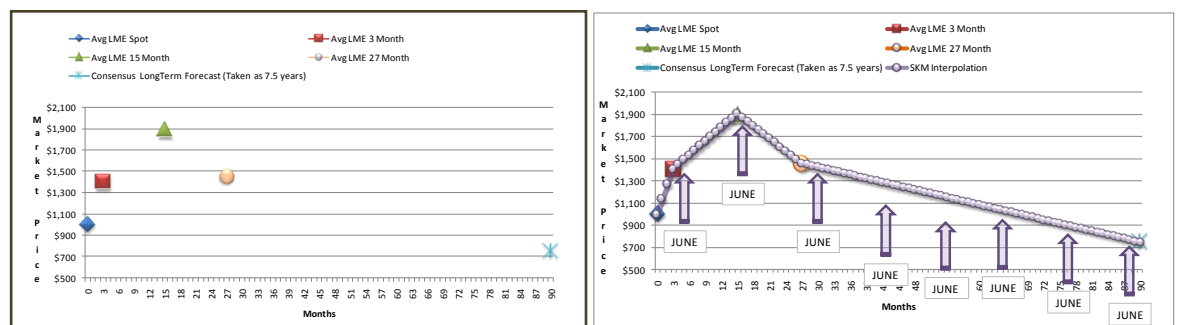 Avg LME Spot
Avg LME 3 Month
Avg LME 15 Month
Avg LME 27 Month
Consensus LongTerm Forecast (Taken as 7.5 years)
Market Price
$2,100
$1,900
$1,700
$1,500
$1,300
$1,100
$900
$700
$500
0 3 6 9 12 15 18 21 24 27 30 33 36 39 42 45 48 51 54 57 60 63 66 69 72 75 78 81 84 87 90
Months
Avg LME Spot
Avg LME 3 Month
Avg LME 15 Month
Avg LME 27 Month
Consensus LongTerm Forecast (Taken as 7.5 years)
SKM Interpolation
Market Price
$2,100
$1,900
$1,700
$1,500
$1,300
$1,100
$900
$700
$500
JUNE
JUNE
JUNE
JUNE
JUNE
JUNE
JUNE
JUNE
0 3 6 9 12 15 18 21 24 27 30 33 36 39 4 4 51 54 57 60 63 66 69 72 75 78 81 84 87 90
Months